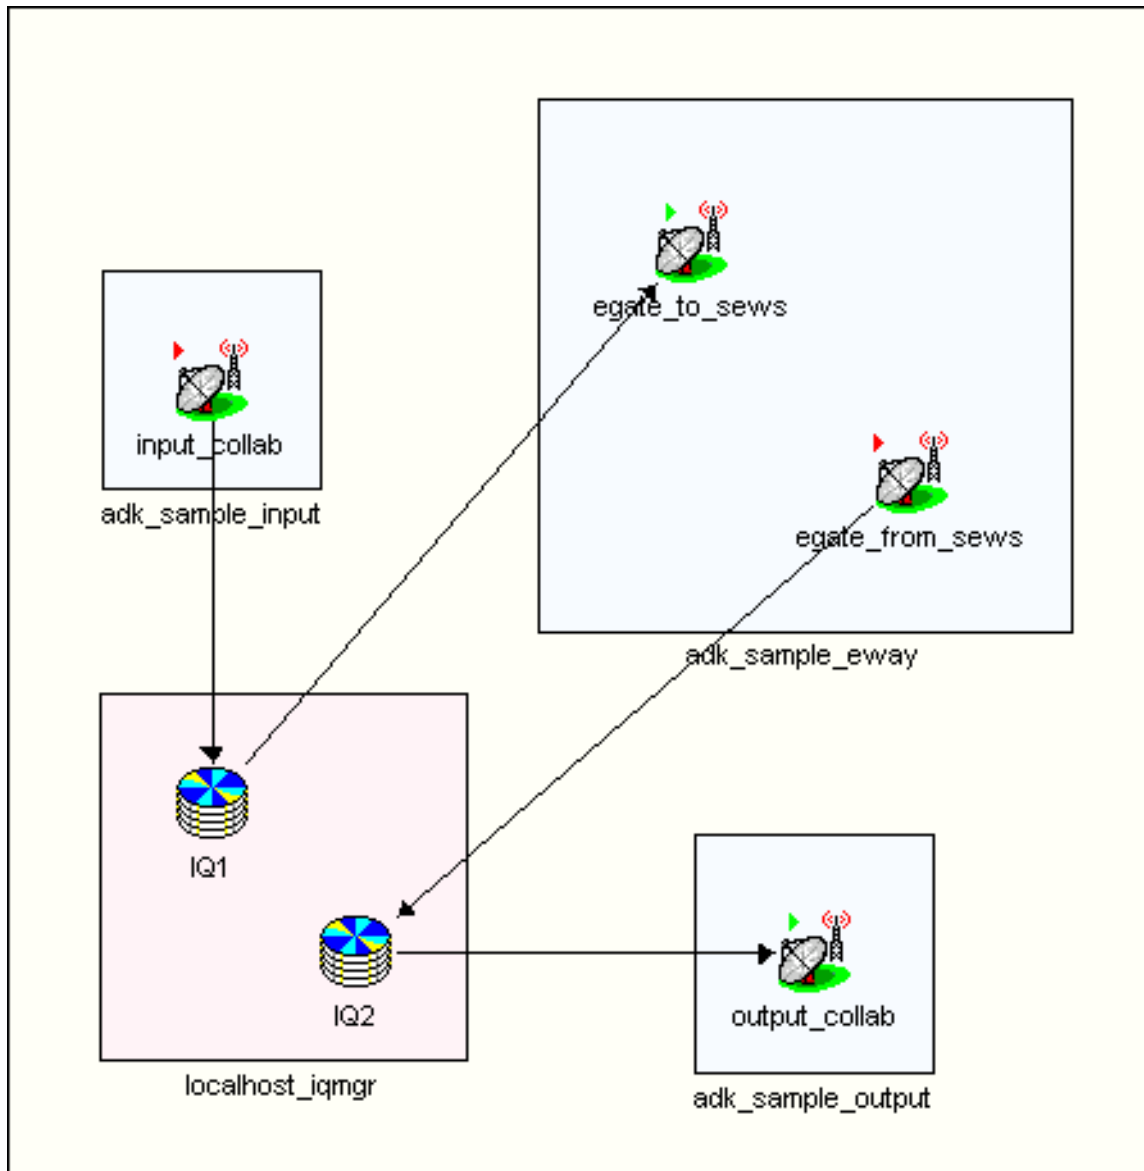 egate_to_sews
input_collab
adk_sample_input
egate_from_sews
adk_sample_eway
IQ1
IQ2
localhost_iqmgr
output_collab
adk_sample_output